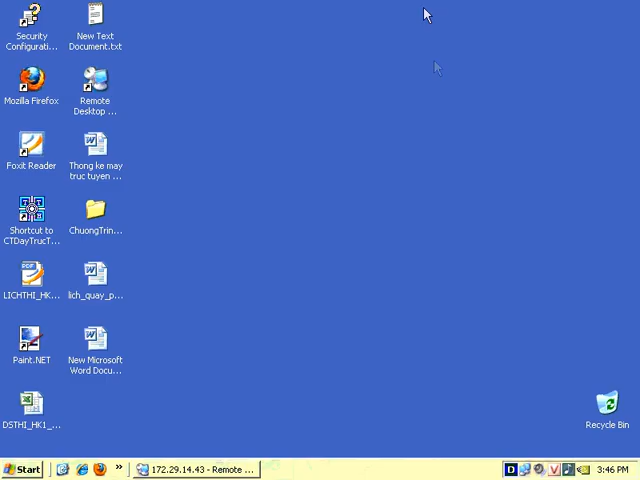 Security
Configurati...
New Text
Document.txt
Mozilla Firefox
Remote
Desktop ...
Foxit Reader
Thong ke may
truc tuyen ...
Shortcut to
CTDayTrucT...
ChuongTrin...
PDF
LICHTHI_HK...
lich_quay_p...
Paint.NET
New Microsoft
Word Docu...
DSTHI_HK1_...
Recycle Bin
Start
172.29.14.43 - Remote ...
D
V
3:46 PM